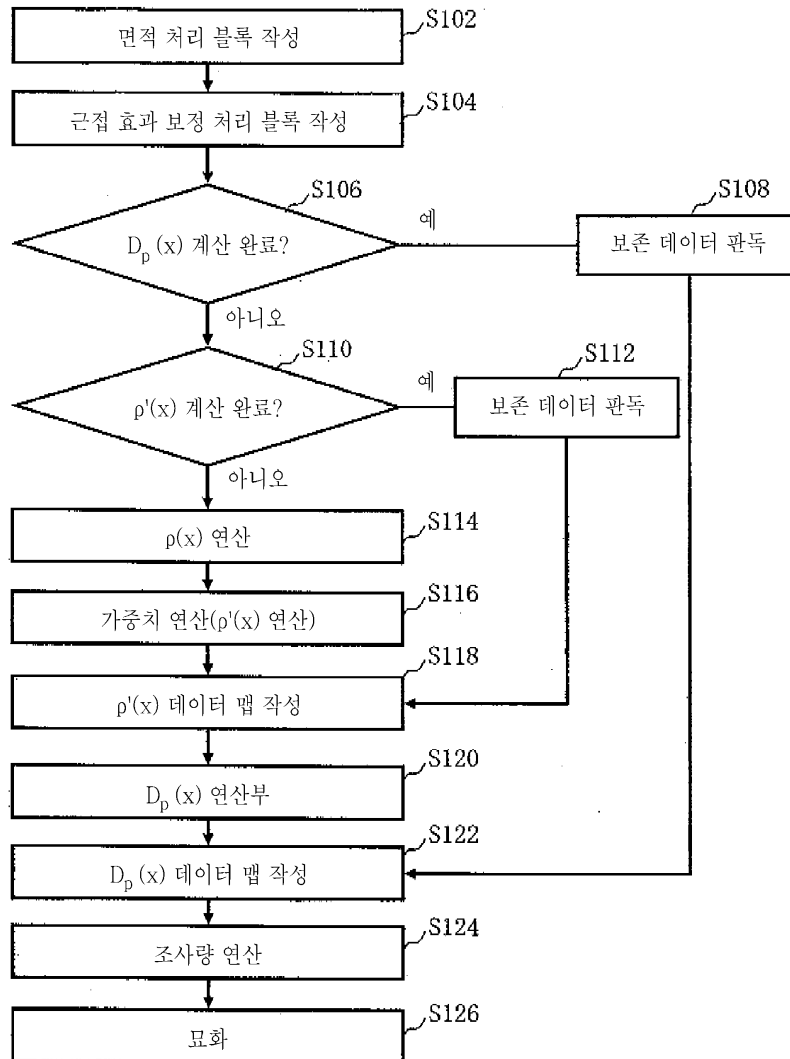 S102
면적 처리 블록 작성
S104
근접 효과 보정 처리 블록 작성
S106
D_p (x) 계산 완료?
예
S108
보존 데이터 판독
아니오
S110
ρ'(x) 계산 완료?
예
S112
보존 데이터 판독
아니오
S114
ρ(x) 연산
S116
가중치 연산(ρ'(x) 연산)
S118
ρ'(x) 데이터 맵 작성
S120
D_p (x) 연산부
S122
D_p (x) 데이터 맵 작성
S124
조사량 연산
S126
묘화